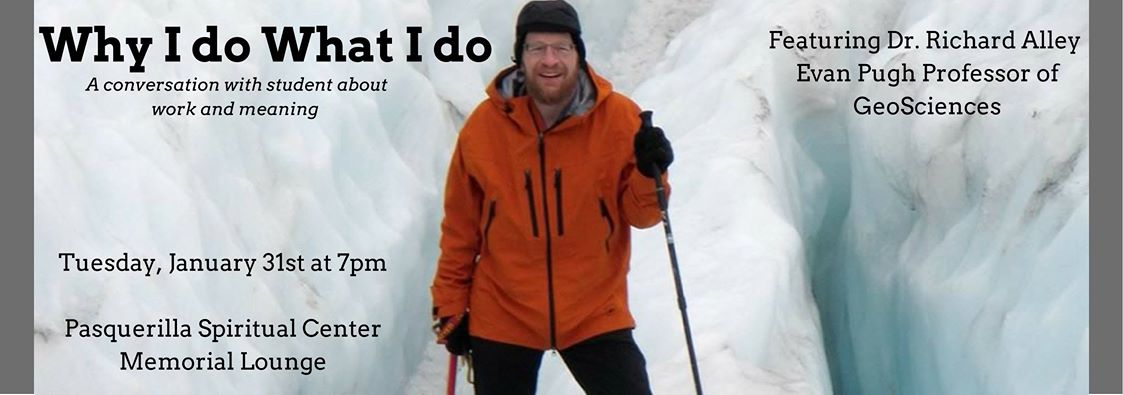 Why I do What I do
A conversation with student about
work and meaning
Featuring Dr. Richard Alley
Evan Pugh Professor of
GeoSciences
Tuesday, January 31st at 7pm
Pasquerilla Spiritual Center
Memorial Lounge